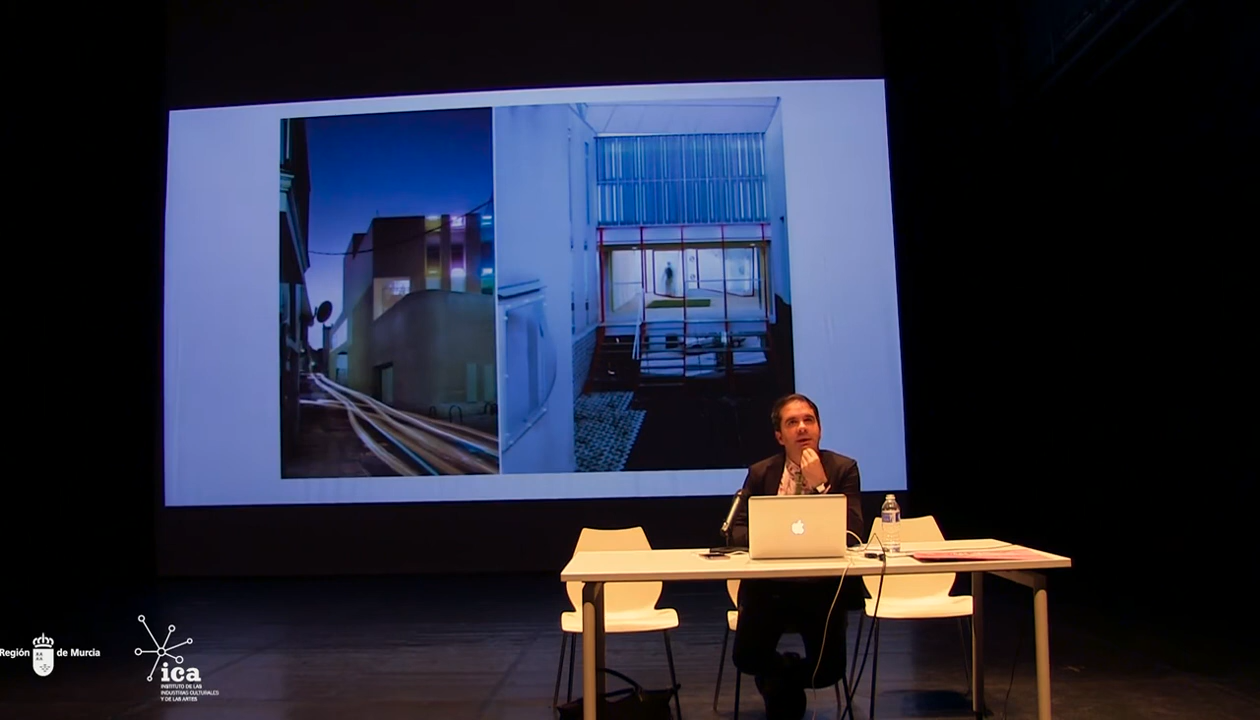 Región de Murcia
ica
INSTITUTO DE LAS
INDUSTRIAS CULTURALES
Y DE LAS ARTES